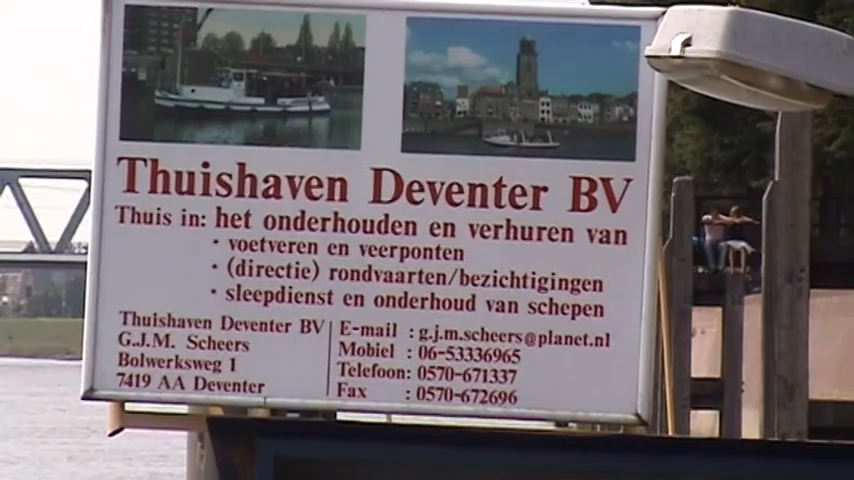 Thuishaven Deventer BV
Thuis in: het onderhouden en verhuren van
· voetveren en veerponten
· (directie) rondvaarten/bezichtigingen
· sleepdienst en onderhoud van schepen
Thuishaven Deventer BV
G.J.M. Scheers
Bolwerksweg 1
7419 AA Deventer
E-mail : g.j.m.scheers@planet.nl
Mobiel : 06-53336965
Telefoon: 0570-671337
Fax : 0570-672696